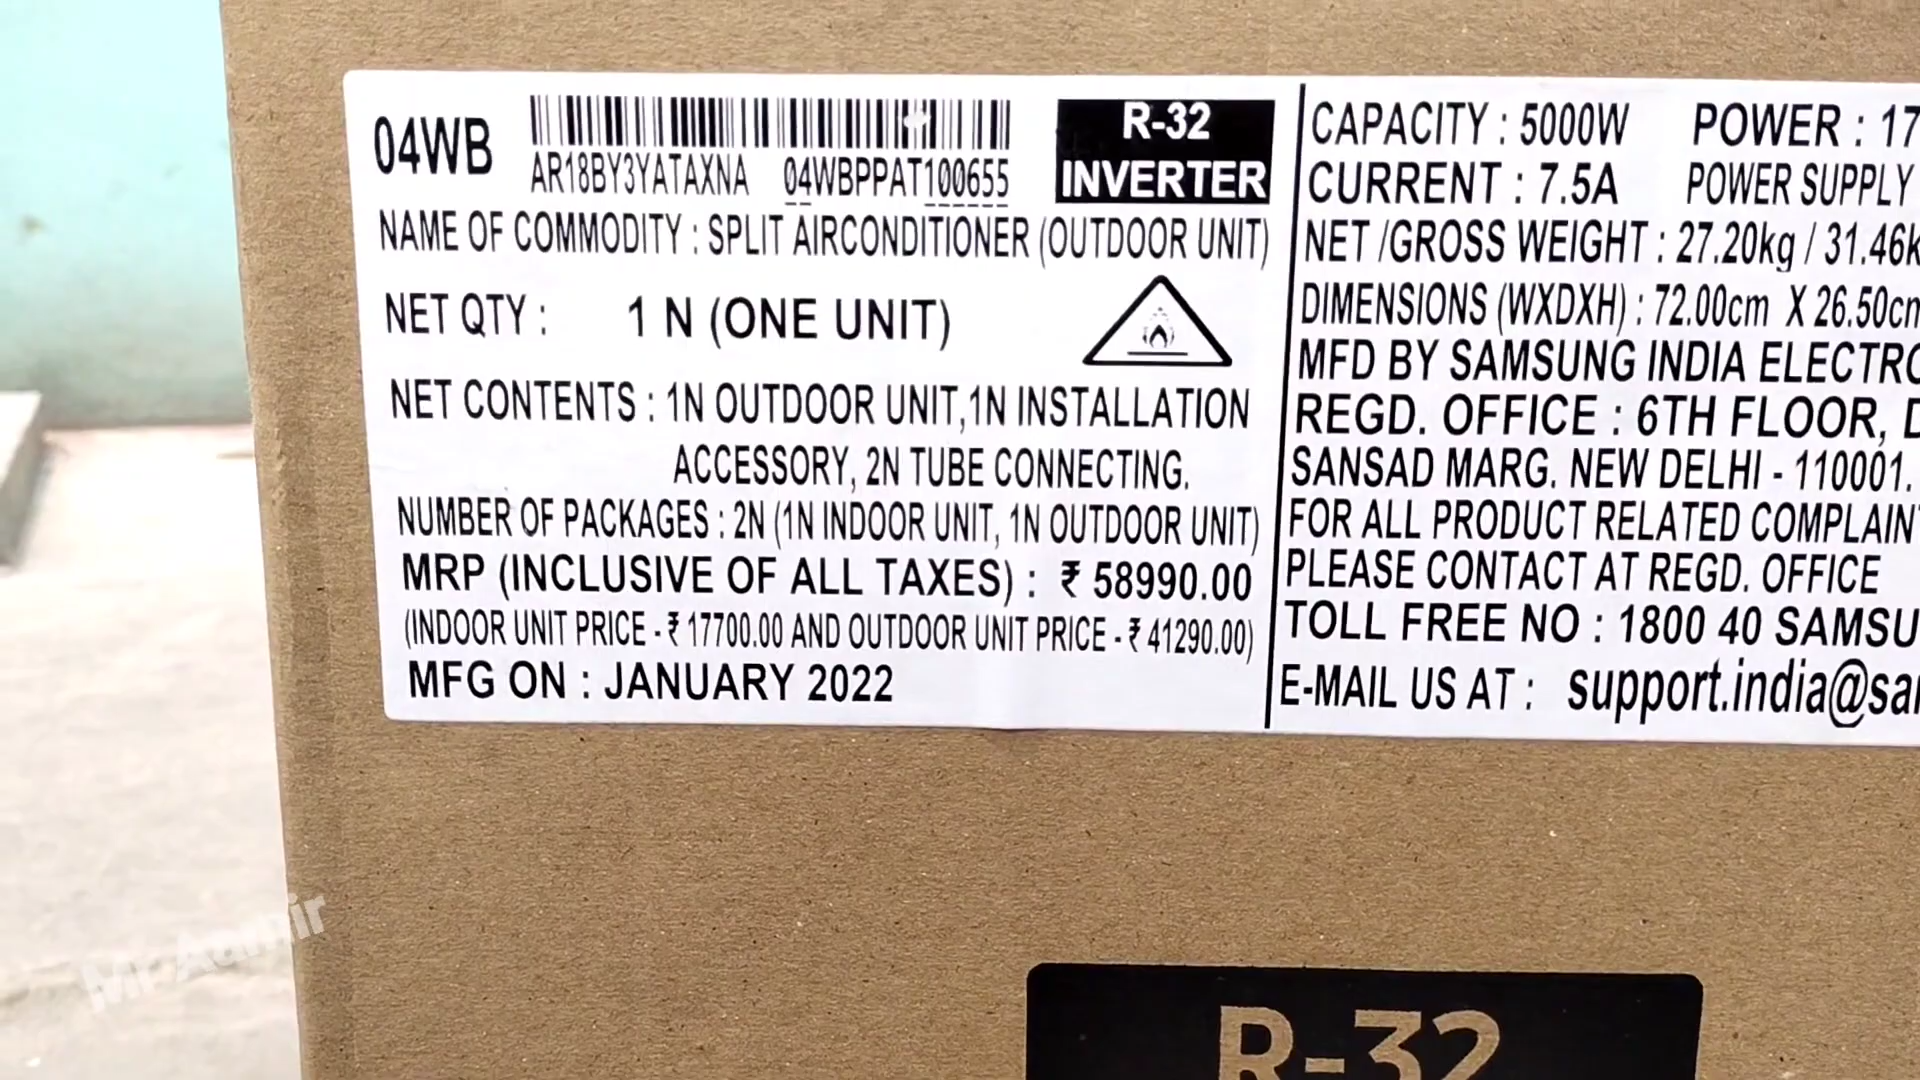 04WB
AR18BY3YATAXNA 04WBPPAT100655
R-32
INVERTER
NAME OF COMMODITY : SPLIT AIRCONDITIONER (OUTDOOR UNIT)
NET QTY : 1 N (ONE UNIT)
NET CONTENTS : 1N OUTDOOR UNIT,1N INSTALLATION
ACCESSORY, 2N TUBE CONNECTING.
NUMBER OF PACKAGES : 2N (1N INDOOR UNIT, 1N OUTDOOR UNIT)
MRP (INCLUSIVE OF ALL TAXES) : ₹ 58990.00
(INDOOR UNIT PRICE - ₹ 17700.00 AND OUTDOOR UNIT PRICE - ₹ 41290.00)
MFG ON : JANUARY 2022
CAPACITY : 5000W POWER : 17
CURRENT : 7.5A POWER SUPPLY
NET /GROSS WEIGHT : 27.20kg / 31.46k
DIMENSIONS (WXDXH) : 72.00cm X 26.50cm
MFD BY SAMSUNG INDIA ELECTRO
REGD. OFFICE : 6TH FLOOR,
SANSAD MARG. NEW DELHI - 110001.
FOR ALL PRODUCT RELATED COMPLAIN
PLEASE CONTACT AT REGD. OFFICE
TOLL FREE NO : 1800 40 SAMSU
E-MAIL US AT : support.india@sa
R-32
Mr.Aamir